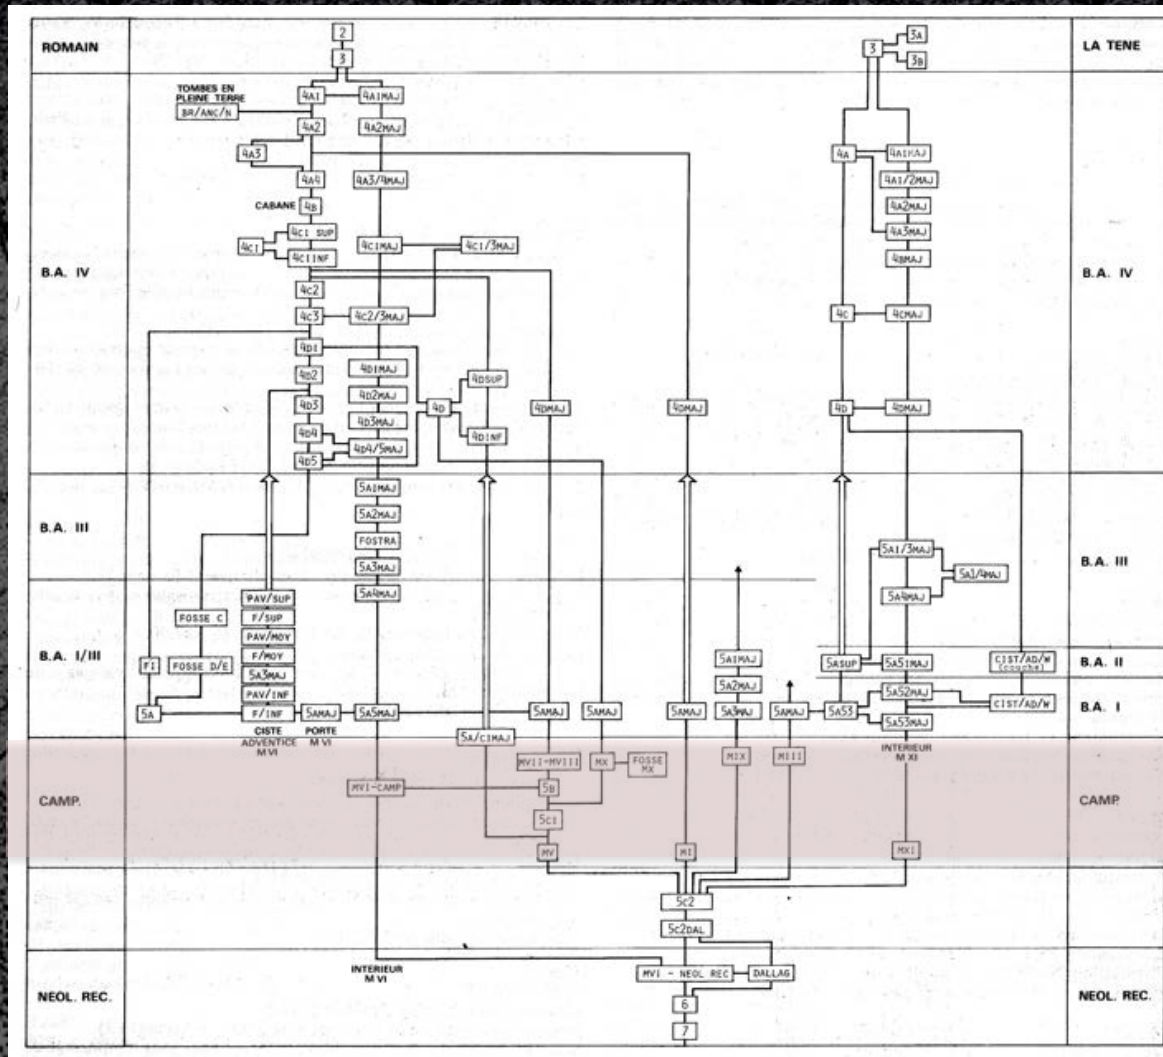 2
3A
ROMAIN
3
3
LA TENE
3B
TOMBES EN
PLEINE TERRE
BR/ANC/N
4A1
4A1MAJ
4A2
4A2MAJ
4A3
4A
4A1MAJ
4A4
4A3/4MAJ
4A1/2MAJ
CABANE
4B
4A2MAJ
4C1 SUP
4A3MAJ
4C1
4C1MAJ
4C1/3MAJ
4C1INF
4BMAJ
B.A. IV
B.A. IV
4C2
4C3
4C2/3MAJ
4C
4CMAJ
4D1
4D1MAJ
4D2
4DSUP
4D2MAJ
4D3
4D
4DMAJ
4DMAJ
4D
4DMAJ
4D3MAJ
4D4
4DINF
4D4/5MAJ
4D5
5A1MAJ
5A2MAJ
B.A. III
FOSTRA
5A1/3MAJ
B.A. III
5A3MAJ
5A1/4MAJ
5A4MAJ
5A4MAJ
PAV/SUP
FOSSE C
F/SUP
PAV/MOY
B.A. I/III
F/MOY
5A1MAJ
CIST/AD/W
(couche)
B.A. II
F1
FOSSE D/E
5ASUP
5A51MAJ
5A3MAJ
5A2MAJ
PAV/INF
5A52MAJ
CIST/AD/W
B.A. I
5A
F/INF
5AMAJ
5A5MAJ
5AMAJ
5AMAJ
5AMAJ
5A3MAJ
5AMAJ
5A53
5A53MAJ
CISTE
ADVENTICE
M VI
PORTE
M VI
5A/C1MAJ
INTERIEUR
M XI
MVII-MVIII
MX
FOSSE
MX
MIX
MIII
MVI-CAMP
5B
CAMP.
CAMP.
5C1
MV
MI
MXI
5C2
5C2DAL
INTERIEUR
M VI
MVI - NEOL REC
DALLAG
NEOL. REC.
6
NEOL. REC.
7